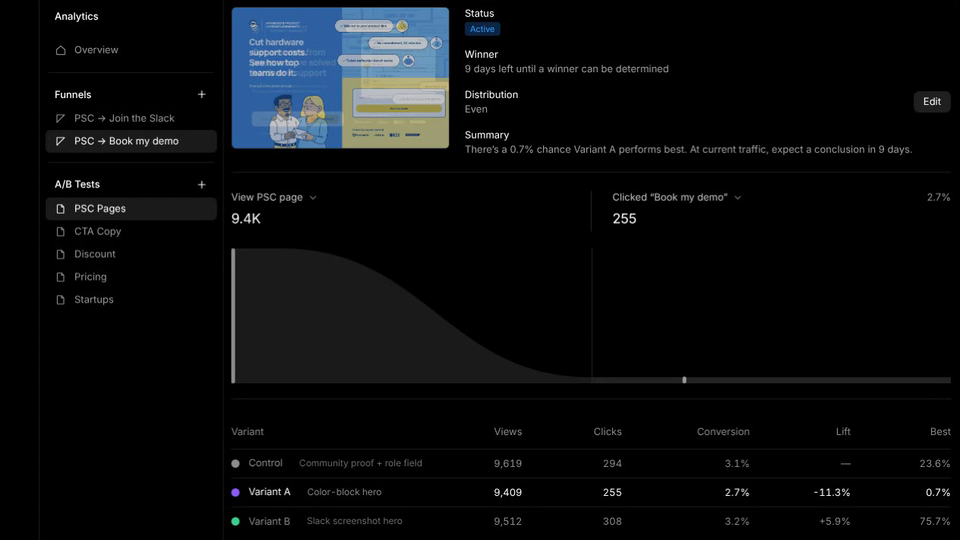 Analytics
Overview
Funnels
PSC → Join the Slack
PSC → Book my demo
A/B Tests
PSC Pages
CTA Copy
Discount
Pricing
Startups
Cut hardware
support costs.
See how top
teams do it.
Status
Active
Winner
9 days left until a winner can be determined
Distribution
Even
Edit
Summary
There's a 0.7% chance Variant A performs best. At current traffic, expect a conclusion in 9 days.
View PSC page
9.4K
Clicked “Book my demo” 2.7%
255
Variant Views Clicks Conversion Lift Best
Control Community proof + role field 9,619 294 3.1% — 23.6%
Variant A Color-block hero 9,409 255 2.7% -11.3% 0.7%
Variant B Slack screenshot hero 9,512 308 3.2% +5.9% 75.7%